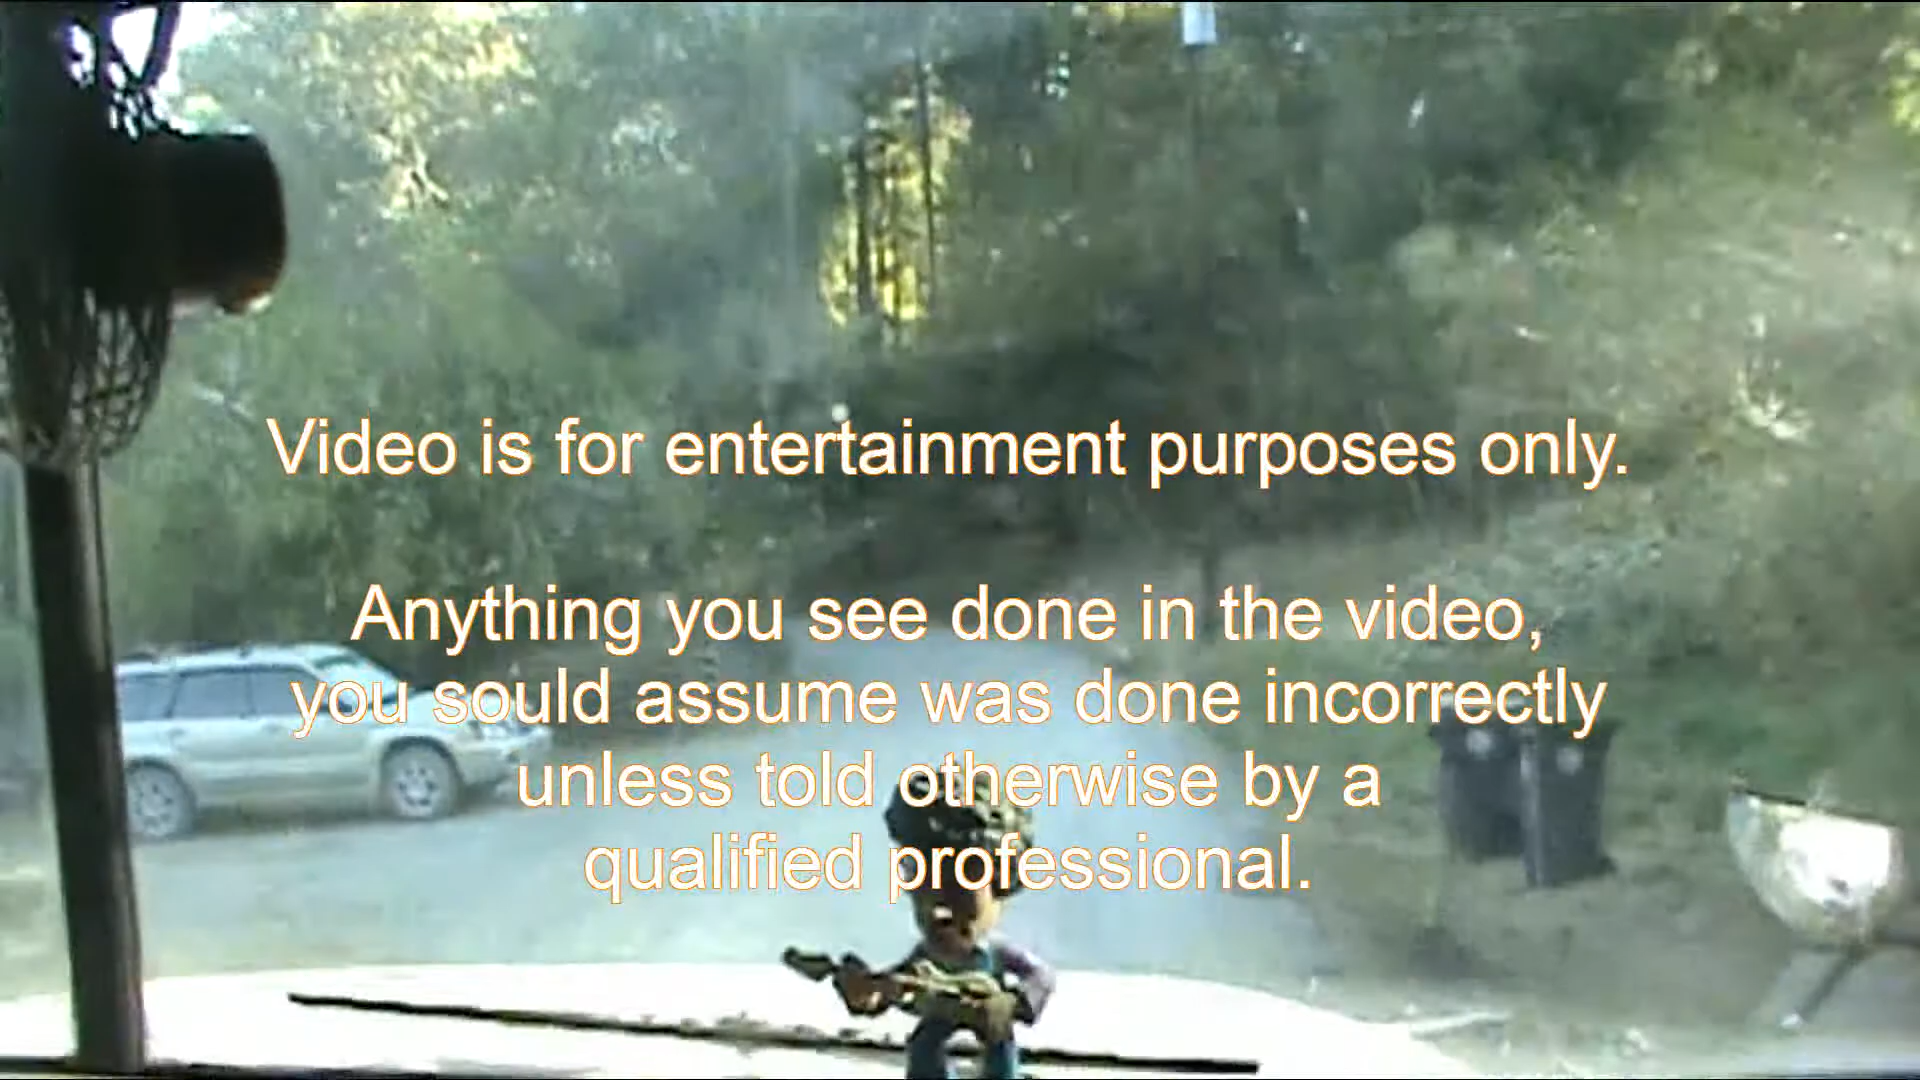 Video is for entertainment purposes only.
Anything you see done in the video,
you sould assume was done incorrectly
unless told otherwise by a
qualified professional.